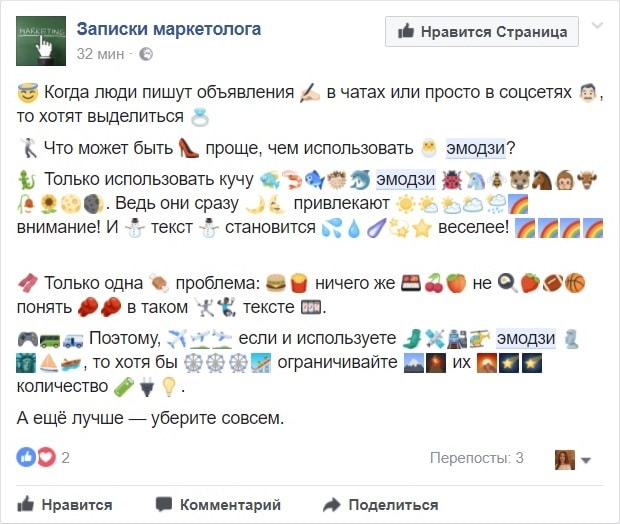 Записки маркетолога
MARKETING
Нравится Страница
32 мин ·
😇 Когда люди пишут объявления ✍🏻 в чатах или просто в соцсетях 👨🏻,
то хотят выделиться 💍
🕺 Что может быть 👠 проще, чем использовать 🐣 эмодзи?
🦎 Только использовать кучу 🐠🦐🐟🐡🐬 эмодзи 🐞🦄🐝🐻🐴🐵🐮
🥀🌻🌼🌒. Ведь они сразу 🌙🌜 привлекают ☀️🌤⛅🌥🌧🌈
внимание! И ⛄ текст ⛄ становится 💦💧☄️💫⭐ веселее! 🌈🌈🌈🌈
🥓 Только одна 🍖 проблема: 🍔🍟 ничего же 🍱🍒🍑 не 🍳🍓🏈🏀
понять 🥊🥊 в таком 🤺🤾 тексте 🎹.
🎮🚌🚙 Поэтому, ✈️🛫🛬 если и используете 🐊🛰🚉🚁 эмодзи 🗿
🗽⛵🚣, то хотя бы 🎡🎡🎡🏄 ограничивайте 🗻🌋 их 🌋🌠🌠
количество 🔋🔌💡.
А ещё лучше — уберите совсем.
2
Перепосты: 3
Нравится
Комментарий
Поделиться